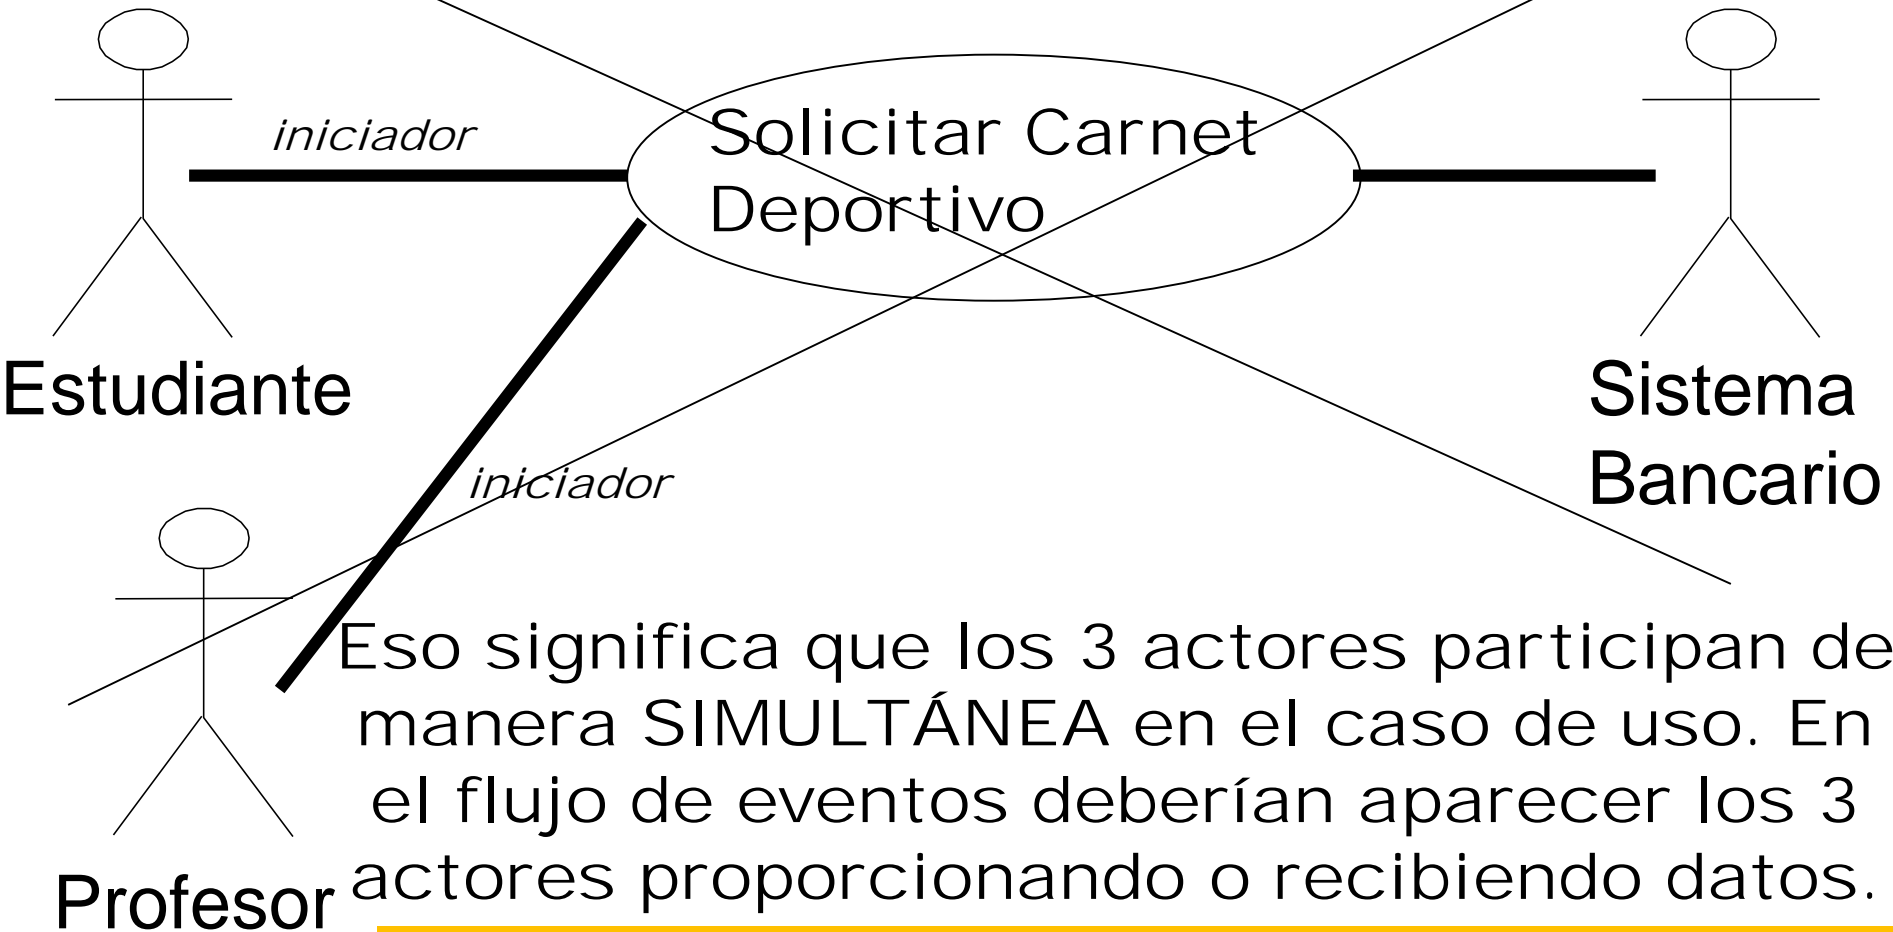 iniciador
Solicitar Carnet
Deportivo
Estudiante
Sistema
Bancario
iniciador
Eso significa que los 3 actores participan de
manera SIMULTÁNEA en el caso de uso. En
el flujo de eventos deberían aparecer los 3
actores proporcionando o recibiendo datos.
Profesor